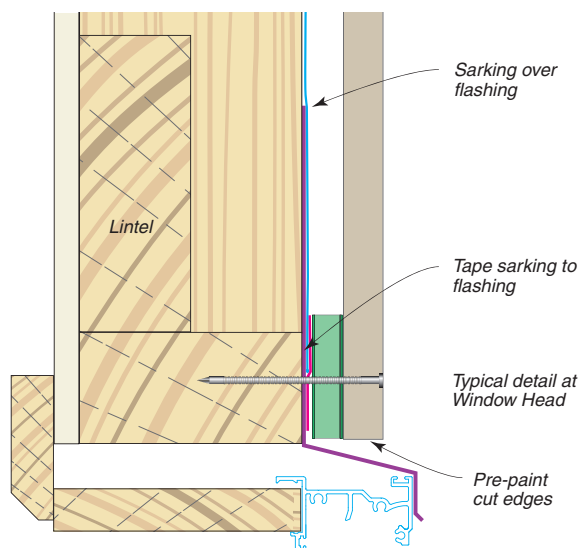 Sarking over
flashing
Lintel
Tape sarking to
flashing
Typical detail at
Window Head
Pre-paint
cut edges